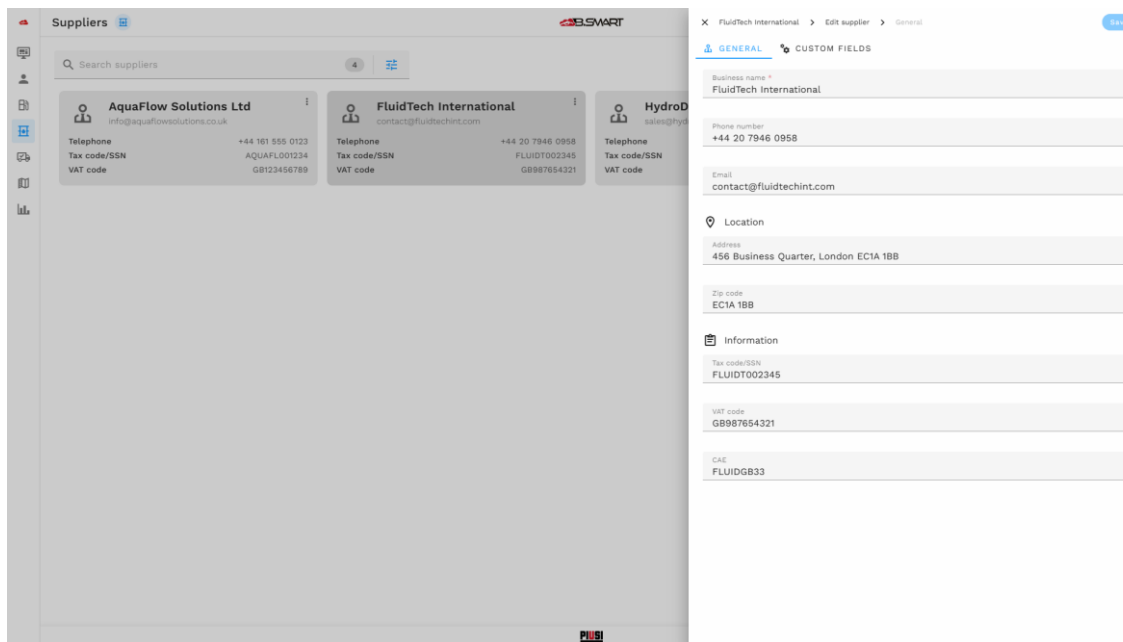 Suppliers
B.SMART
Search suppliers
4
AquaFlow Solutions Ltd
info@aquaflowsolutions.co.uk
Telephone +44 161 555 0123
Tax code/SSN AQUAFL001234
VAT code GB123456789
FluidTech International
contact@fluidtechint.com
Telephone +44 20 7946 0958
Tax code/SSN FLUIDT002345
VAT code GB987654321
HydroD
sales@hyd
Telephone
Tax code/SSN
VAT code
FluidTech International > Edit supplier > General
Sav
GENERAL
CUSTOM FIELDS
Business name *
FluidTech International
Phone number
+44 20 7946 0958
Email
contact@fluidtechint.com
Location
Address
456 Business Quarter, London EC1A 1BB
Zip code
EC1A 1BB
Information
Tax code/SSN
FLUIDT002345
VAT code
GB987654321
CAE
FLUIDGB33
PIUSI